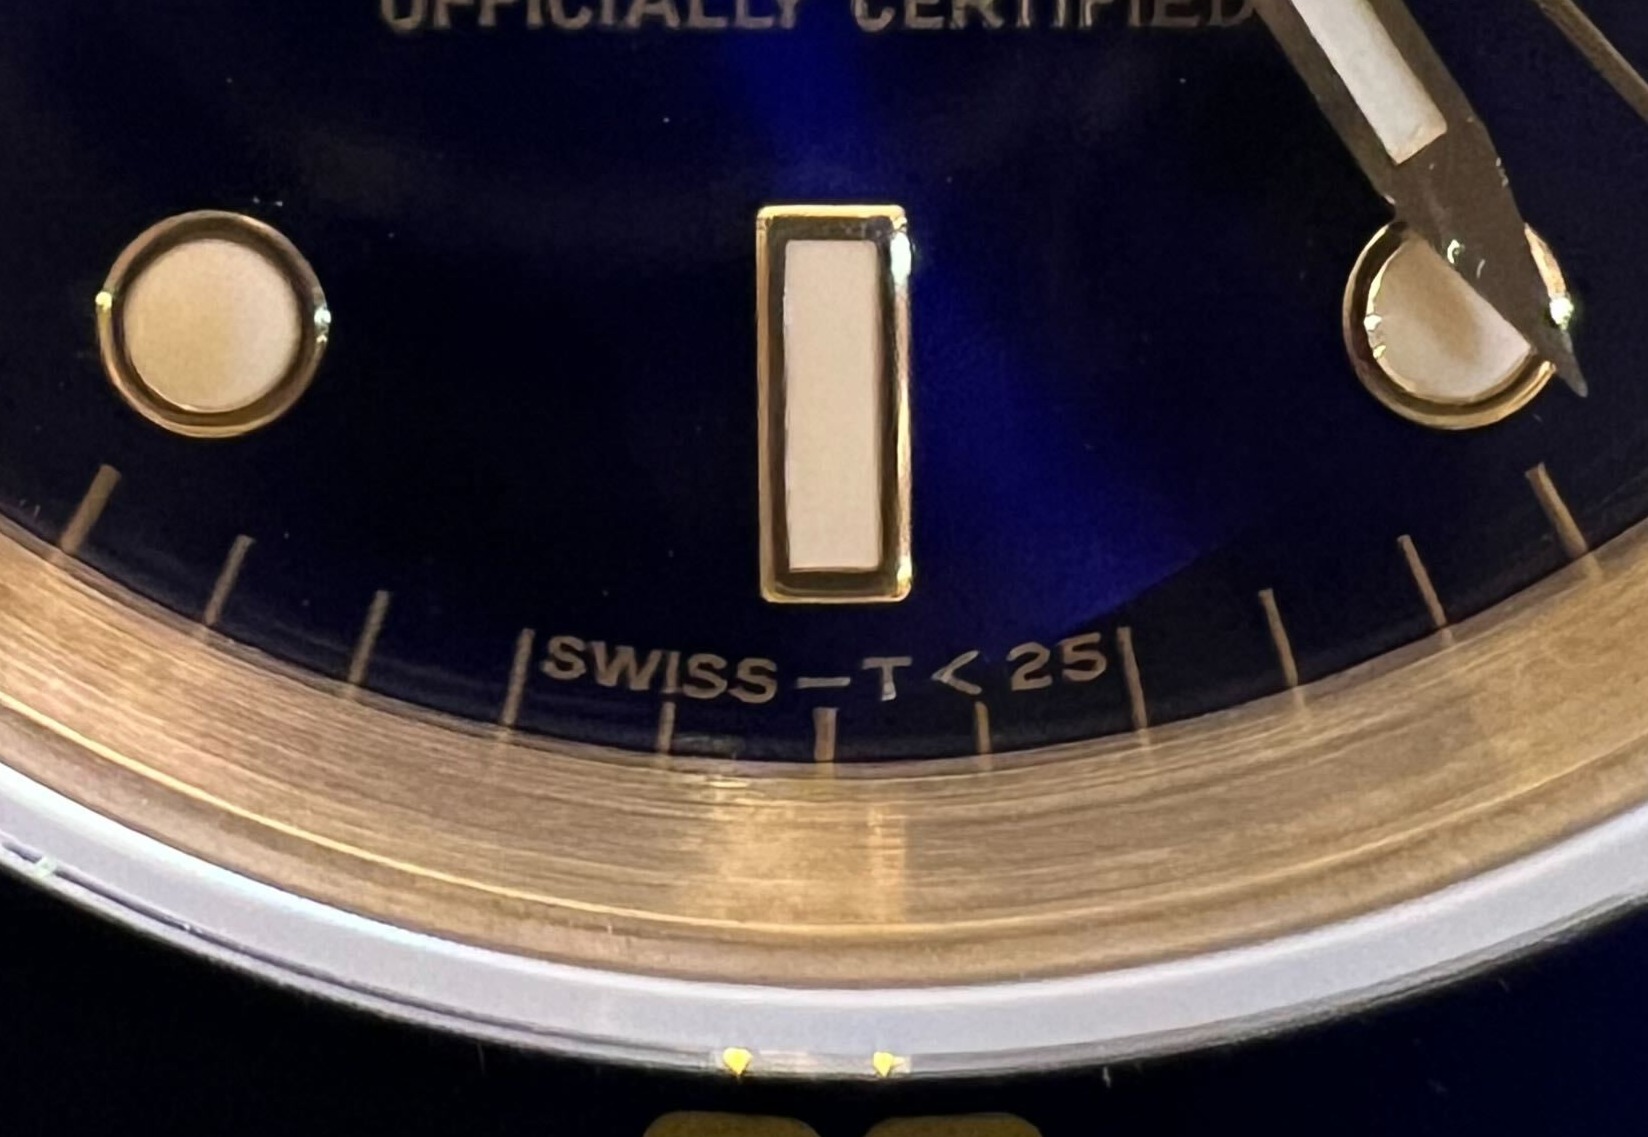 OFFICIALLY CERTIFIED
SWISS – T < 25